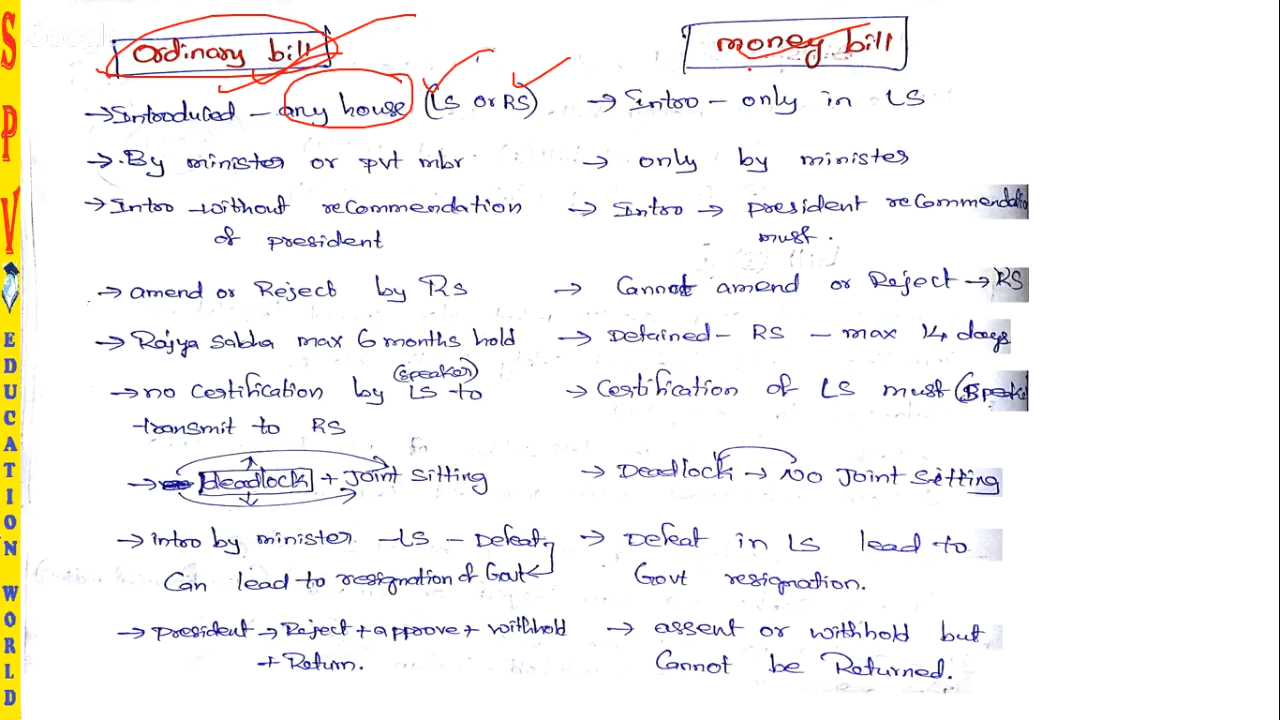 SPV EDUCATION WORLD
Ordinary bill
→ Introduced - any house (LS or RS)
→ By minister or pvt mbr
→ Intro - without recommendation
of president
→ amend or Reject by RS
→ Rajya sabha max 6 months hold
→ no certification by LS to
(speaker)
transmit to RS
→ Deadlock + Joint Sitting
→ intro by minister - LS - Defeat
Can lead to resignation of Govt
→ president → Reject + approve + withhold
+ Return.
money bill
→ Intro - only in LS
→ only by minister
→ Intro → president recommendatio
must.
→ Cannot amend or Reject → RS
→ Detained - RS - max 14 days
→ Certification of LS must (Speake
→ Deadlock → No Joint Sitting
→ Defeat in LS lead to
Govt resignation.
→ assent or withhold but
Cannot be Returned.